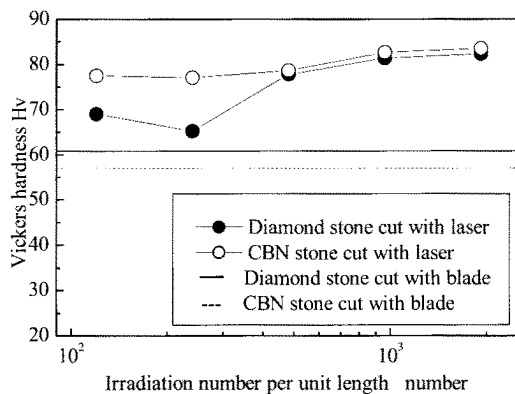 90
80
70
60
50
40
30
20
Vickers hardness Hv
Diamond stone cut with laser
CBN stone cut with laser
Diamond stone cut with blade
CBN stone cut with blade
10²
10³
Irradiation number per unit length number